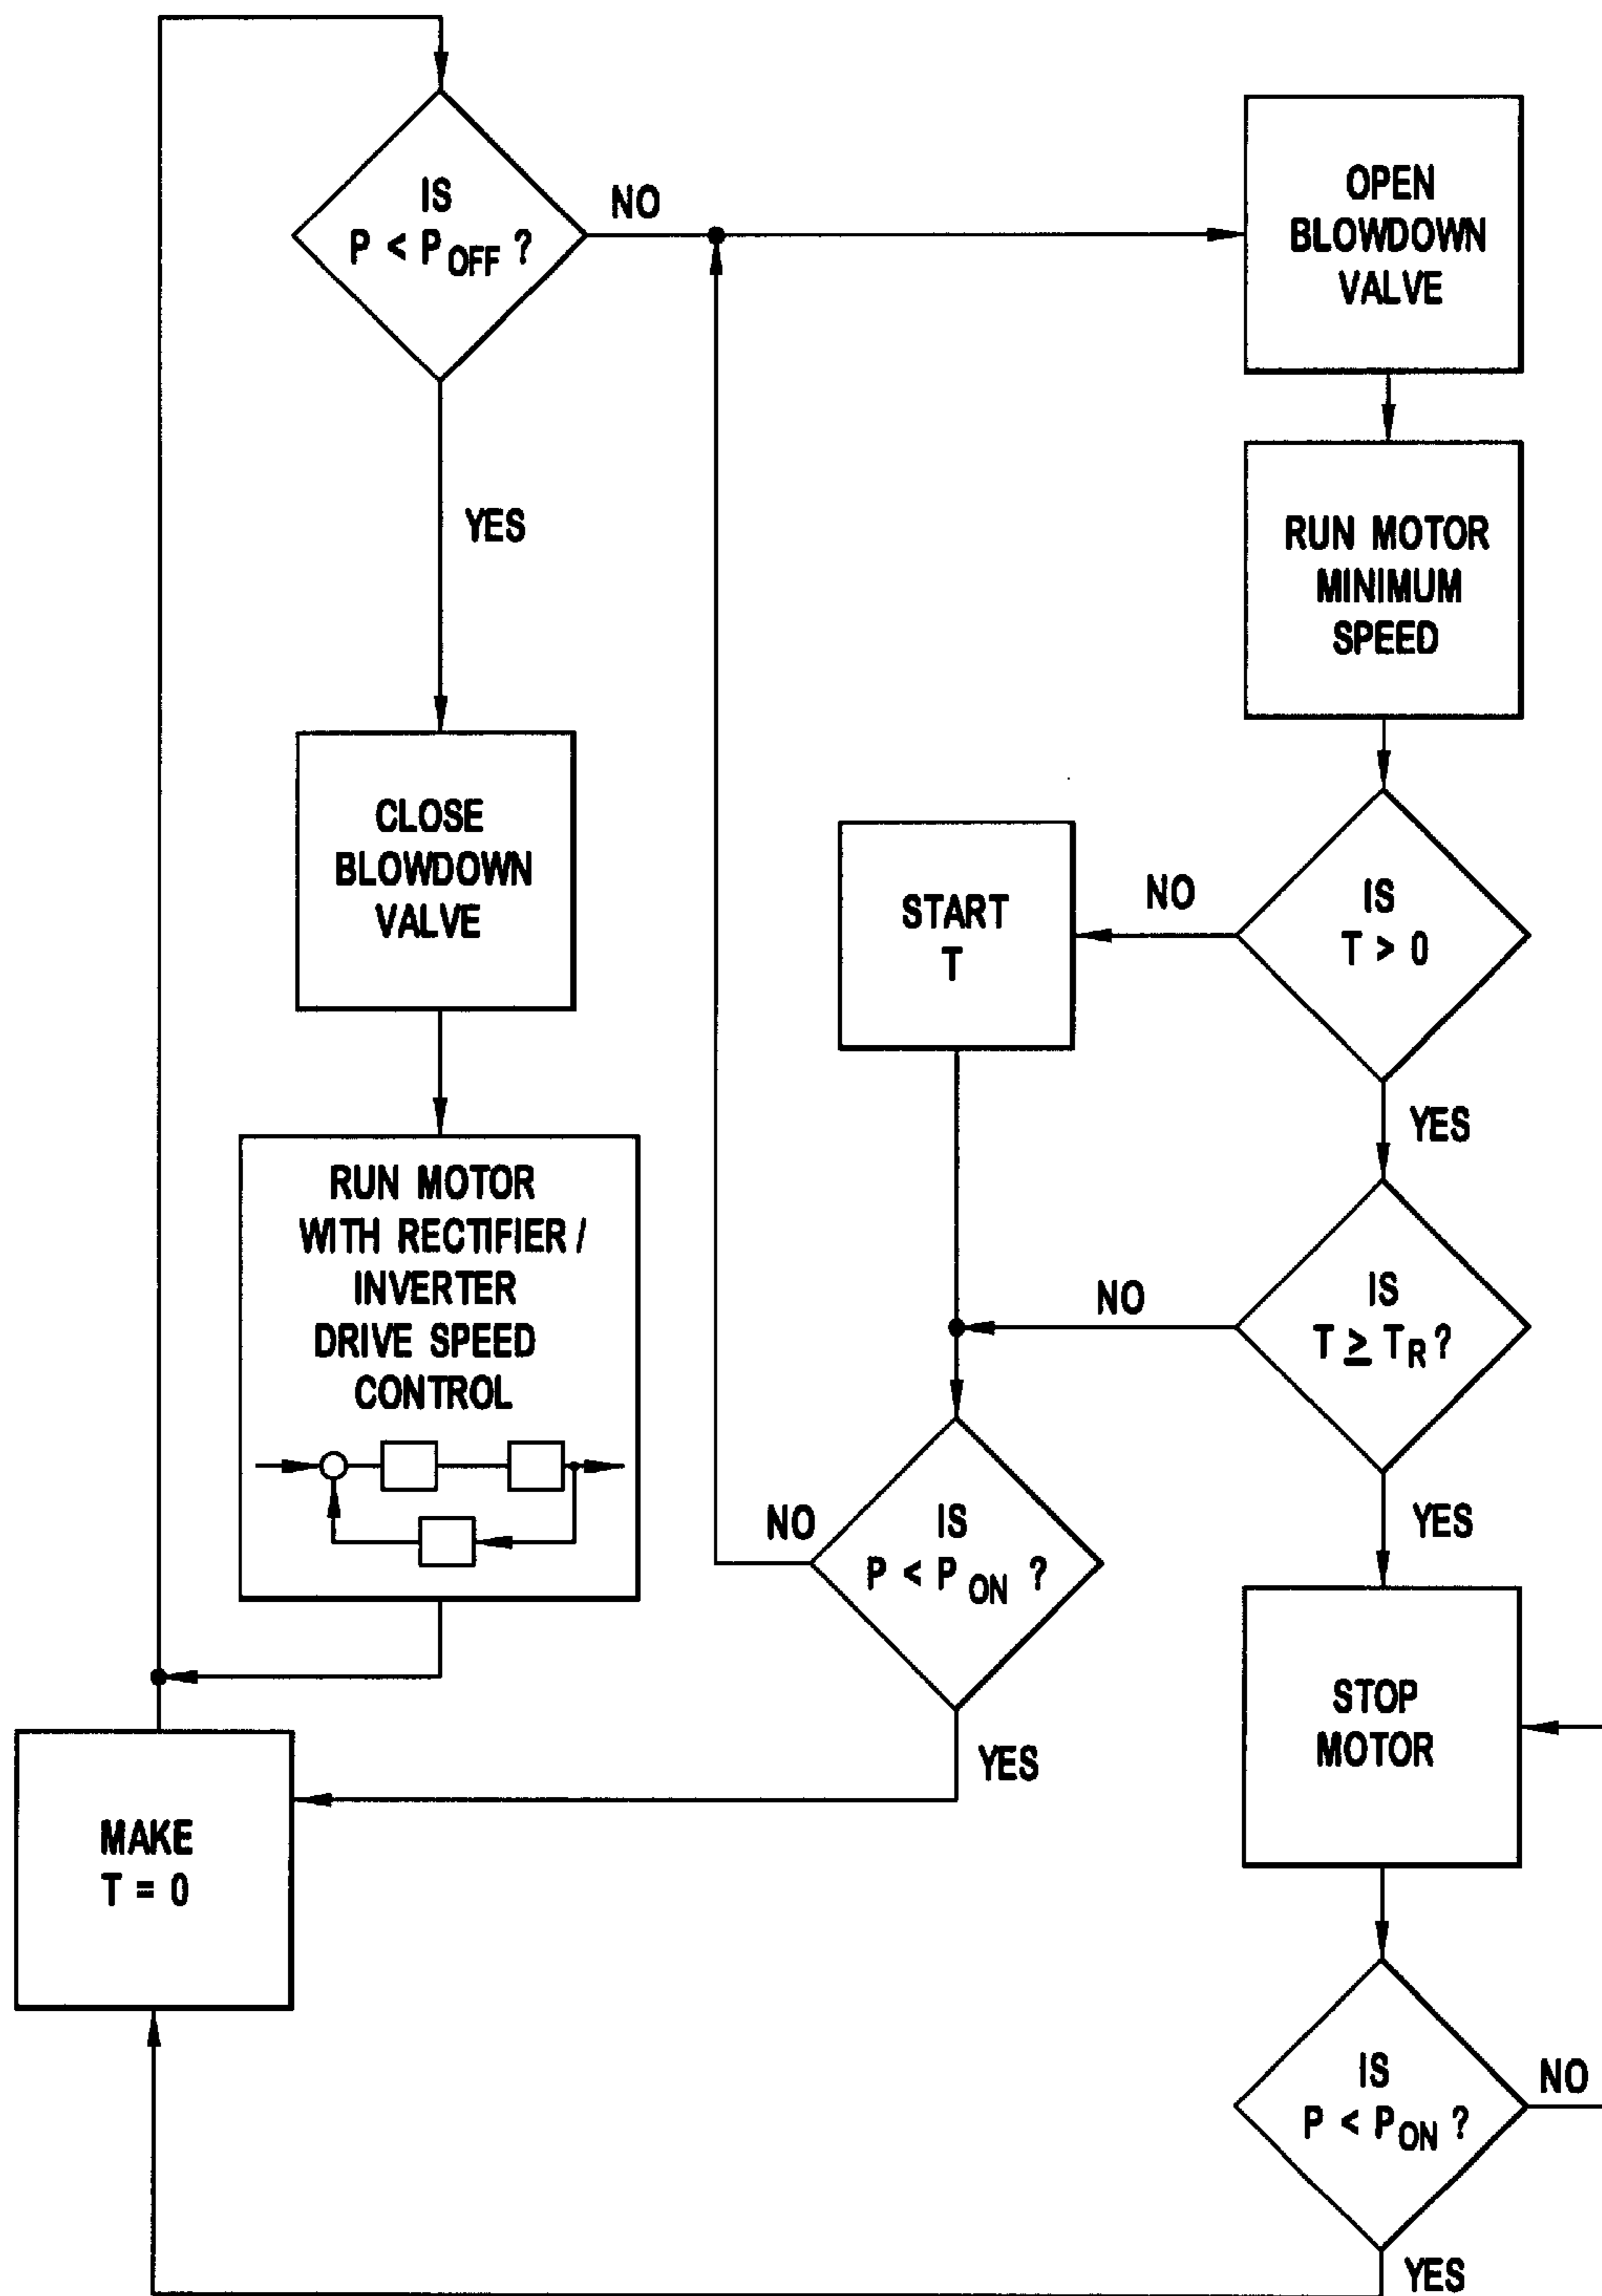 IS
P < P OFF ?
NO
YES
OPEN
BLOWDOWN
VALVE
RUN MOTOR
MINIMUM
SPEED
CLOSE
BLOWDOWN
VALVE
START
T
NO
IS
T > 0
YES
RUN MOTOR
WITH RECTIFIER /
INVERTER
DRIVE SPEED
CONTROL
NO
IS
T ≥ T R ?
YES
NO
IS
P < P ON ?
YES
STOP
MOTOR
MAKE
T = 0
IS
P < P ON ?
NO
YES